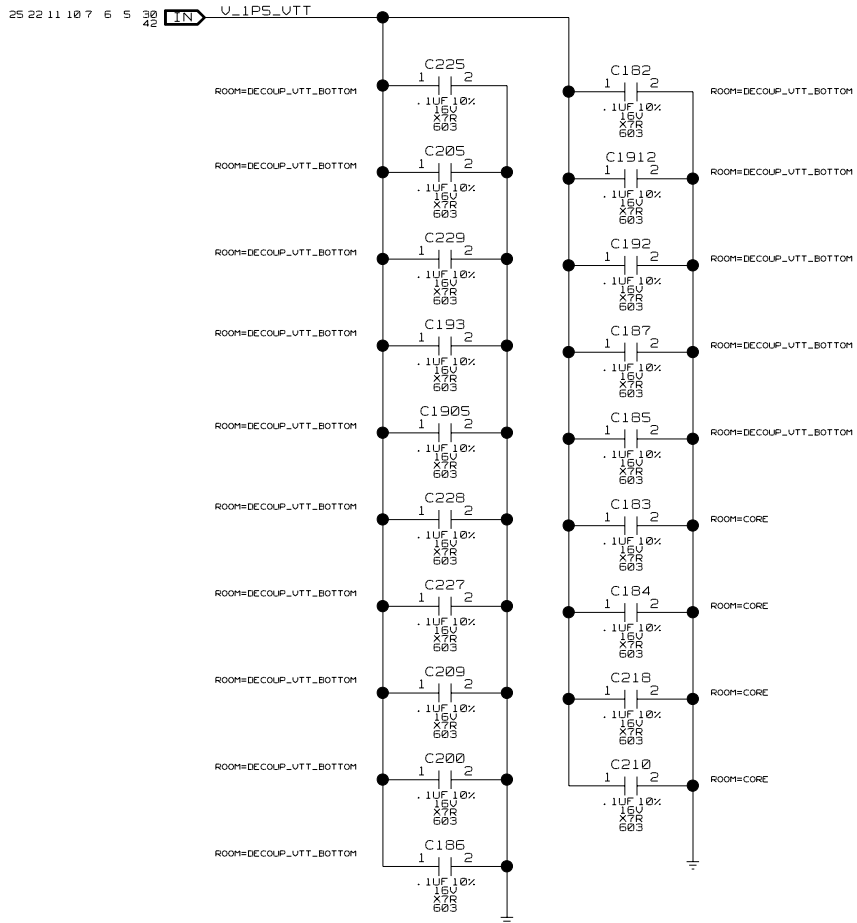 25 22 11 10 7 6 5 30 IN V_1P5_VTT
42
C225
1 2
ROOM=DECOUP_VTT_BOTTOM
.1UF 10%
16V
X7R
603
C205
1 2
ROOM=DECOUP_VTT_BOTTOM
.1UF 10%
16V
X7R
603
C229
1 2
ROOM=DECOUP_VTT_BOTTOM
.1UF 10%
16V
X7R
603
C193
1 2
ROOM=DECOUP_VTT_BOTTOM
.1UF 10%
16V
X7R
603
C1905
1 2
ROOM=DECOUP_VTT_BOTTOM
.1UF 10%
16V
X7R
603
C228
1 2
ROOM=DECOUP_VTT_BOTTOM
.1UF 10%
16V
X7R
603
C227
1 2
ROOM=DECOUP_VTT_BOTTOM
.1UF 10%
16V
X7R
603
C209
1 2
ROOM=DECOUP_VTT_BOTTOM
.1UF 10%
16V
X7R
603
C200
1 2
ROOM=DECOUP_VTT_BOTTOM
.1UF 10%
16V
X7R
603
C186
1 2
ROOM=DECOUP_VTT_BOTTOM
.1UF 10%
16V
X7R
603
C182
1 2
ROOM=DECOUP_VTT_BOTTOM
.1UF 10%
16V
X7R
603
C1912
1 2
ROOM=DECOUP_VTT_BOTTOM
.1UF 10%
16V
X7R
603
C192
1 2
ROOM=DECOUP_VTT_BOTTOM
.1UF 10%
16V
X7R
603
C187
1 2
ROOM=DECOUP_VTT_BOTTOM
.1UF 10%
16V
X7R
603
C185
1 2
ROOM=DECOUP_VTT_BOTTOM
.1UF 10%
16V
X7R
603
C183
1 2
ROOM=CORE
.1UF 10%
16V
X7R
603
C184
1 2
ROOM=CORE
.1UF 10%
16V
X7R
603
C218
1 2
ROOM=CORE
.1UF 10%
16V
X7R
603
C210
1 2
ROOM=CORE
.1UF 10%
16V
X7R
603